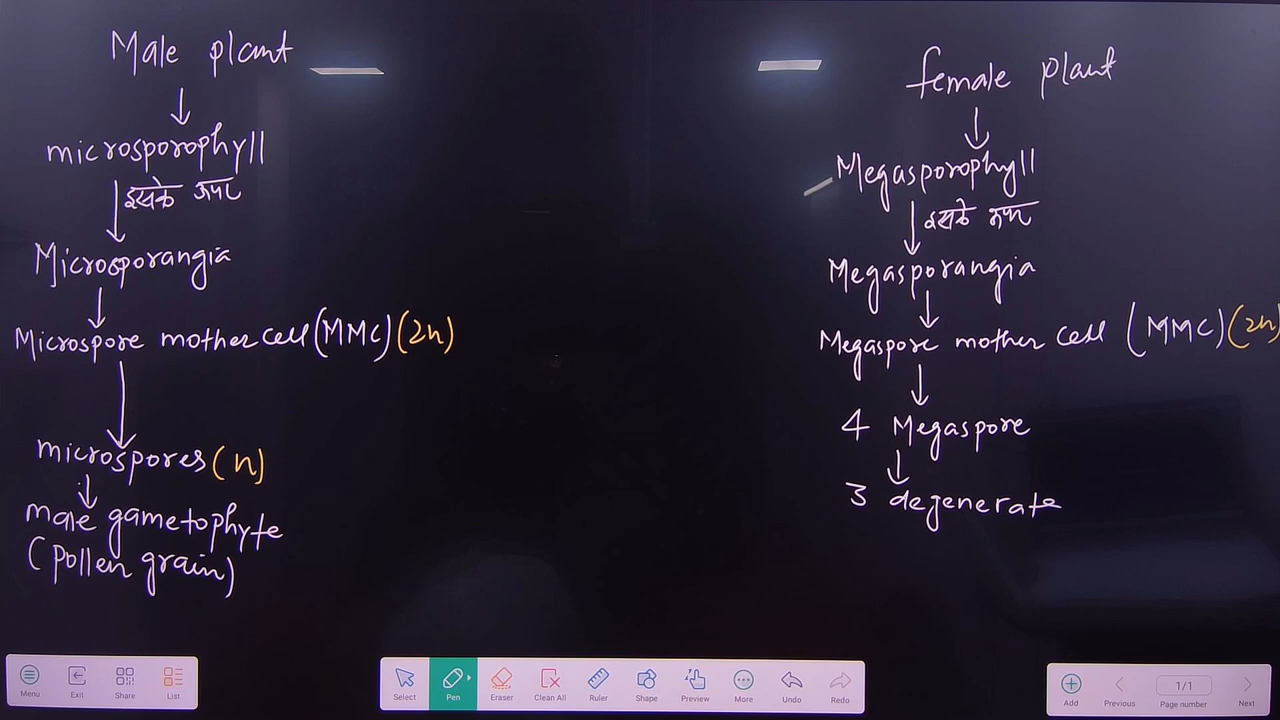 Male plant
microsporophyll
इसके ऊपर
Microsporangia
Microspore mother cell (MMC) (2n)
microspores (n)
male gametophyte
(pollen grain)
female plant
Megasporophyll
इसके ऊपर
Megasporangia
Megaspore mother cell (MMC) (2n)
4 Megaspore
3 degenerate
Menu
Exit
Share
List
Select
Pen
Eraser
Clean All
Ruler
Shape
Preview
More
Undo
Redo
Add
Previous
1/1
Page number
Next